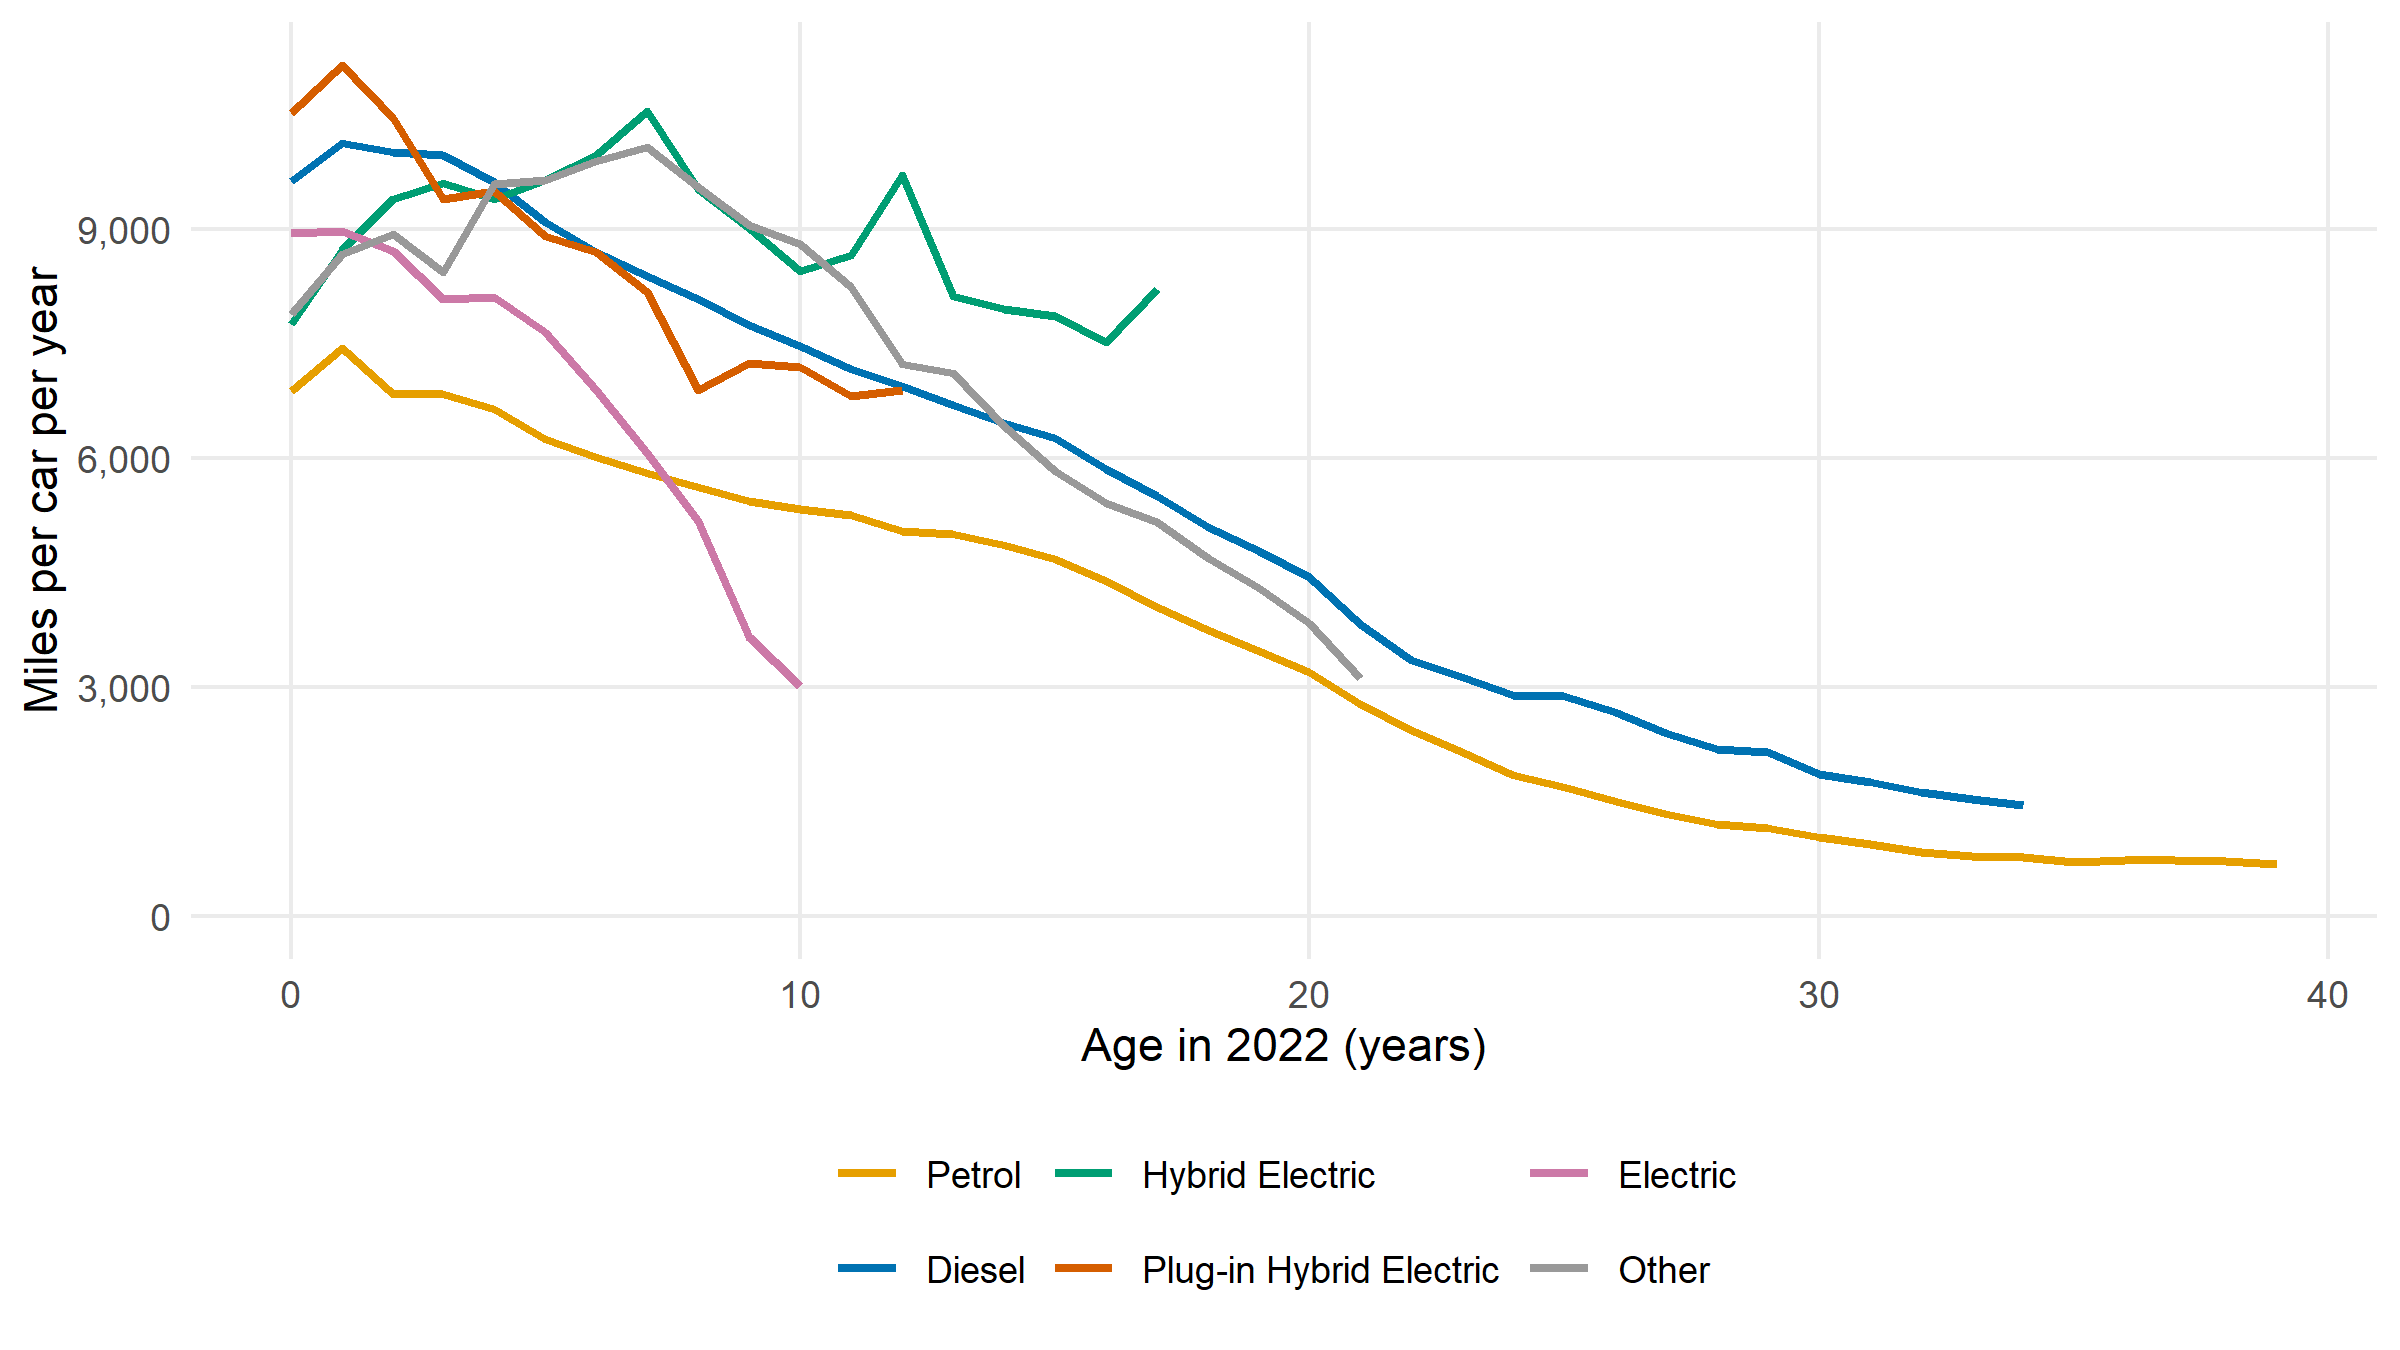 Miles per car per year
9,000
6,000
3,000
0
0 10 20 30 40
Age in 2022 (years)
Petrol Hybrid Electric Electric
Diesel Plug-in Hybrid Electric Other